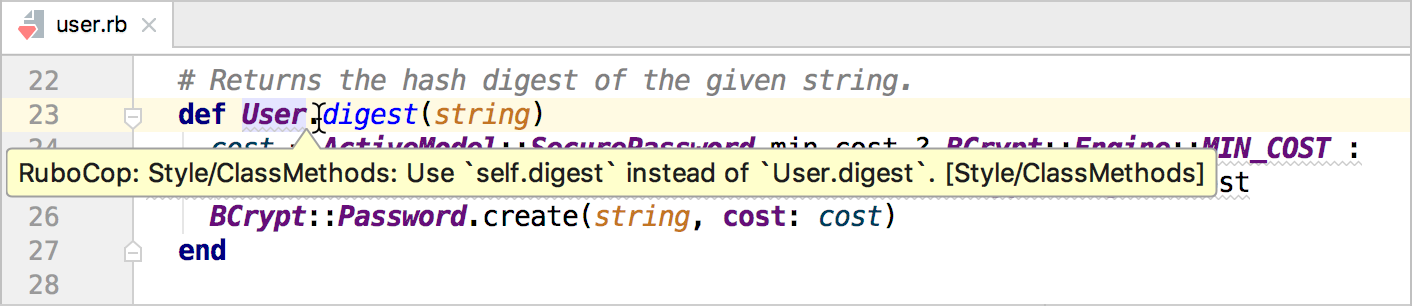 user.rb
22 # Returns the hash digest of the given string.
23 def User.digest(string)
24 cost = ActiveModel::SecurePassword.min_cost ? BCrypt::Engine::MIN_COST :
RuboCop: Style/ClassMethods: Use `self.digest` instead of `User.digest`. [Style/ClassMethods]
st
26 BCrypt::Password.create(string, cost: cost)
27 end
28